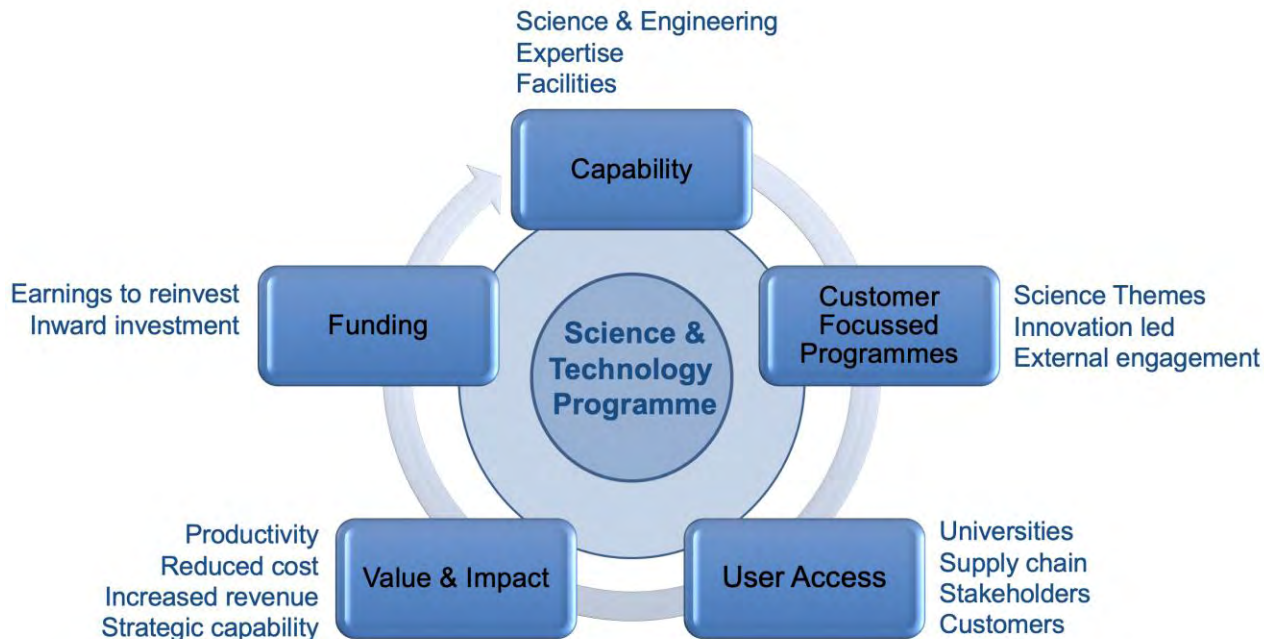 Science & Engineering
Expertise
Facilities
Capability
Customer
Focussed
Programmes
Science Themes
Innovation led
External engagement
Funding
Earnings to reinvest
Inward investment
Science &
Technology
Programme
User Access
Universities
Supply chain
Stakeholders
Customers
Value & Impact
Productivity
Reduced cost
Increased revenue
Strategic capability